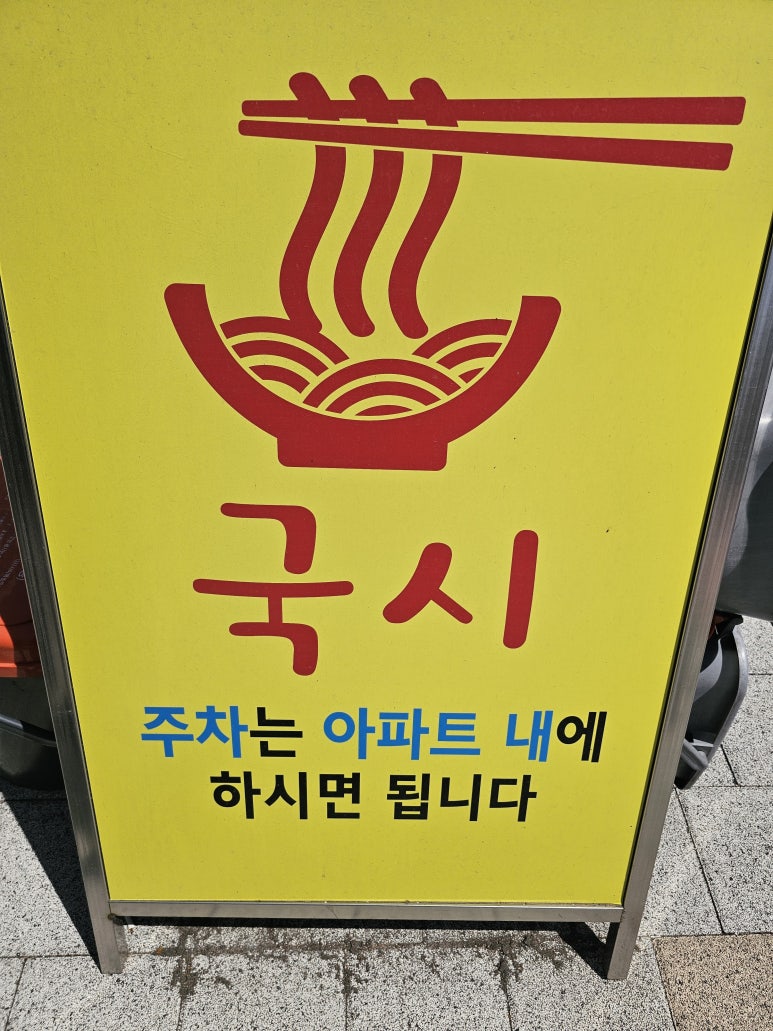 국시
주차는 아파트 내에
하시면 됩니다